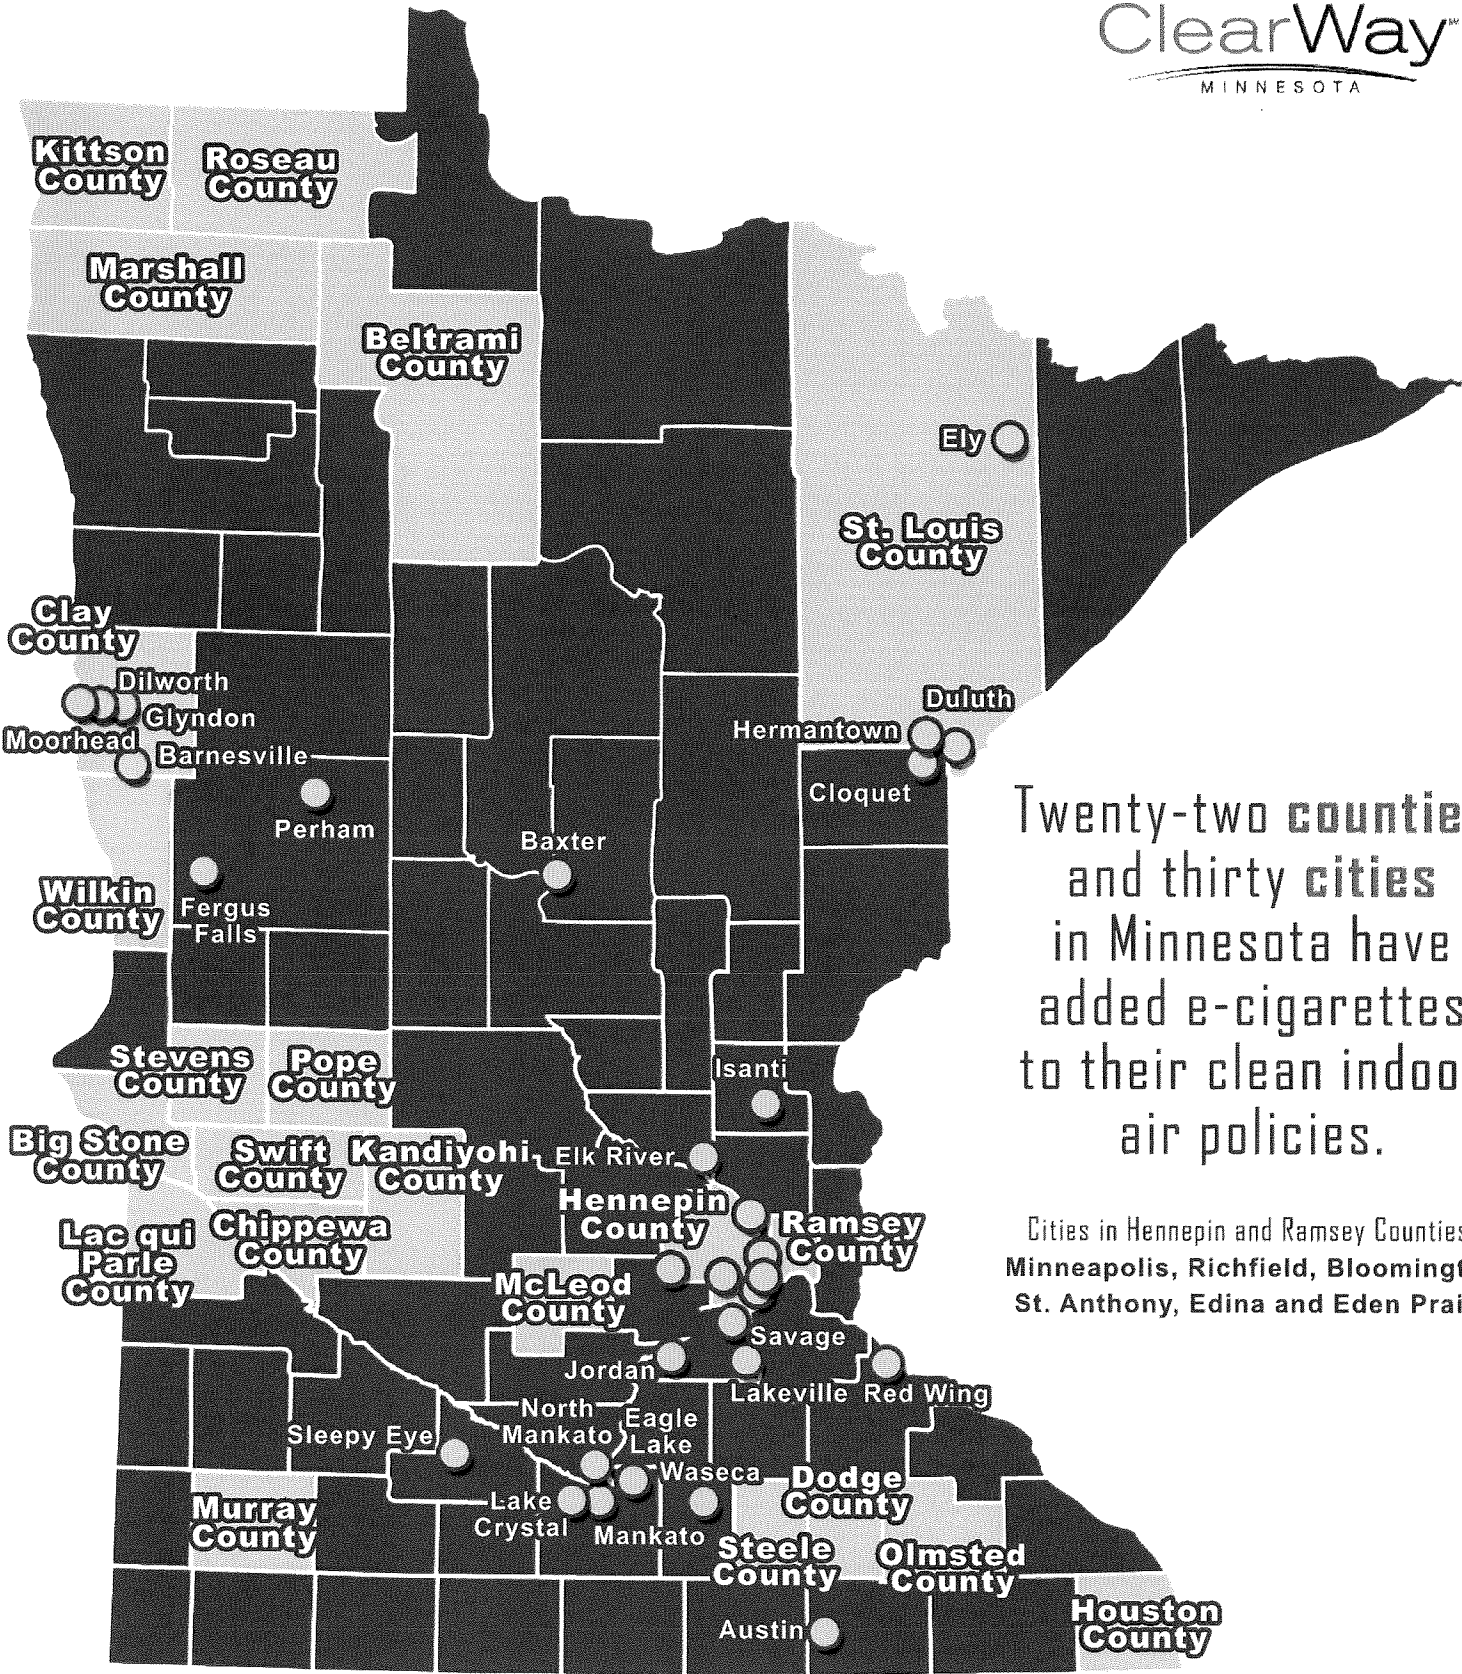 ClearWay℠
MINNESOTA
Kittson
County
Roseau
County
Marshall
County
Beltrami
County
Ely
St. Louis
County
Clay
County
Dilworth
Glyndon
Moorhead
Barnesville
Duluth
Hermantown
Cloquet
Perham
Baxter
Wilkin
County
Fergus
Falls
Twenty-two countie
and thirty cities
in Minnesota have
added e-cigarettes
to their clean indoo
air policies.
Stevens
County
Pope
County
Isanti
Big Stone
County
Swift
County
Kandiyohi
County
Elk River
Hennepin
County
Ramsey
County
Lac qui
Parle
County
Chippewa
County
McLeod
County
Cities in Hennepin and Ramsey Counties
Minneapolis, Richfield, Bloomingt
St. Anthony, Edina and Eden Prai
Savage
Jordan
Lakeville
Red Wing
North
Mankato
Eagle
Lake
Sleepy Eye
Waseca
Dodge
County
Murray
County
Lake
Crystal
Mankato
Steele
County
Olmsted
County
Houston
County
Austin